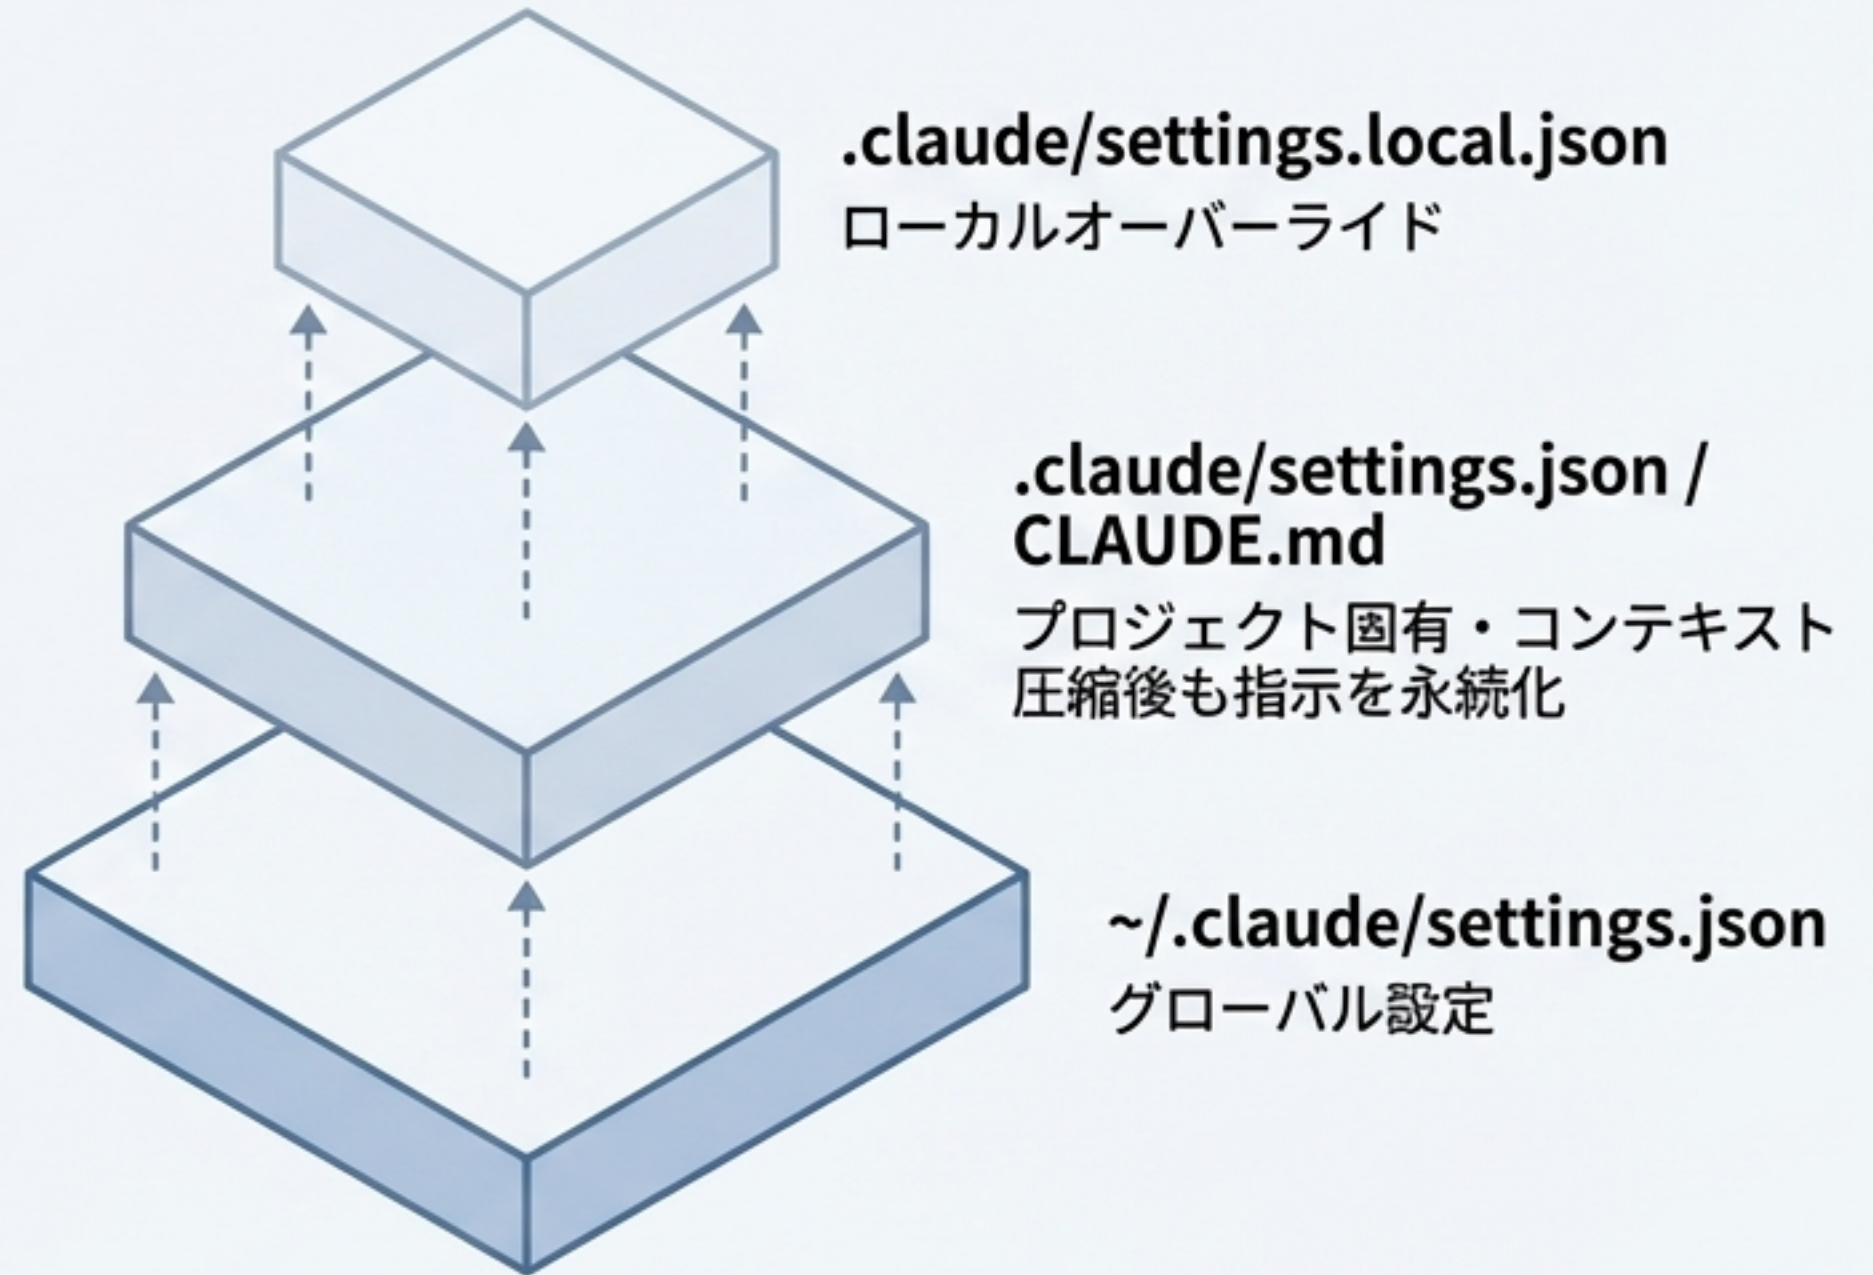 .claude/settings.local.json
ローカルオーバーライド
.claude/settings.json /
CLAUDE.md
プロジェクト固有・コンテキスト
圧縮後も指示を永続化
~/.claude/settings.json
グローバル設定